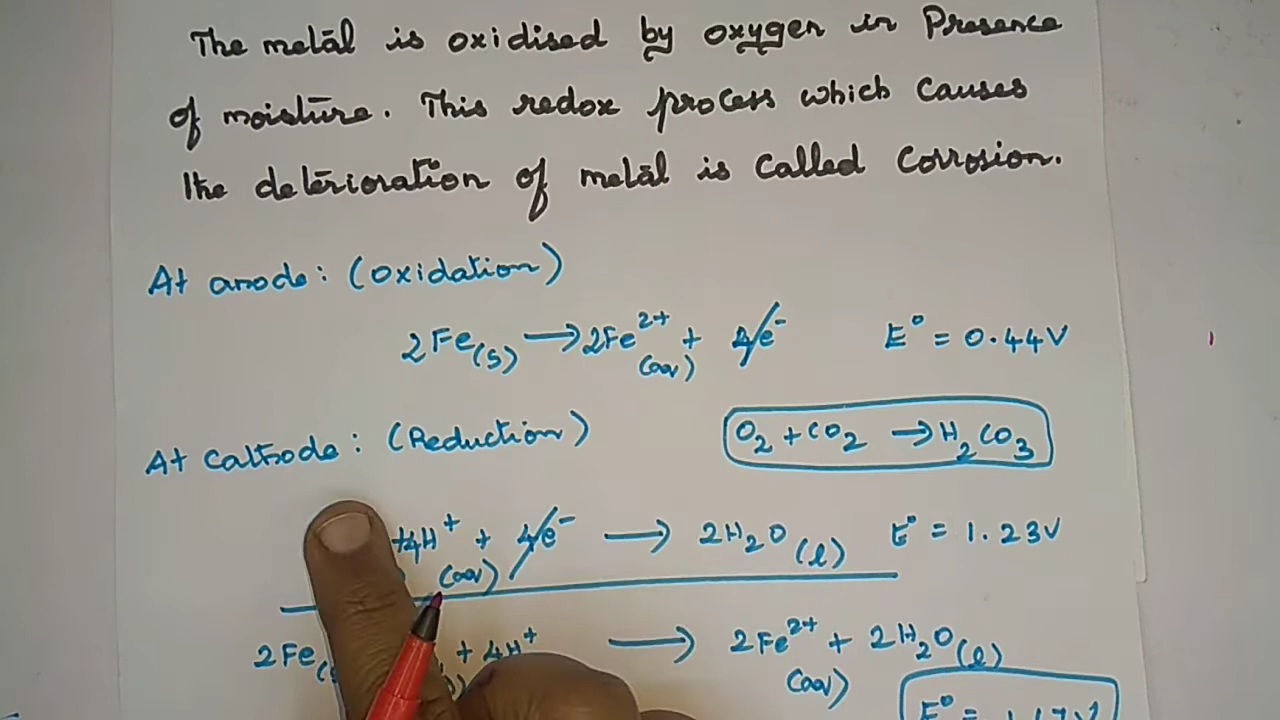 The metal is oxidised by oxygen in Presence
of moisture. This redox process which causes
the deterioration of metal is called Corrosion.
At anode: (Oxidation)
2Fe(s) → 2Fe²⁺(aq) + 4e⁻ E° = 0.44V
At Cathode: (Reduction)
O₂ + CO₂ → H₂CO₃
+4H⁺(aq) + 4e⁻ → 2H₂O(l) E° = 1.23V
2Fe + 4H⁺ → 2Fe²⁺(aq) + 2H₂O(l)
E° =